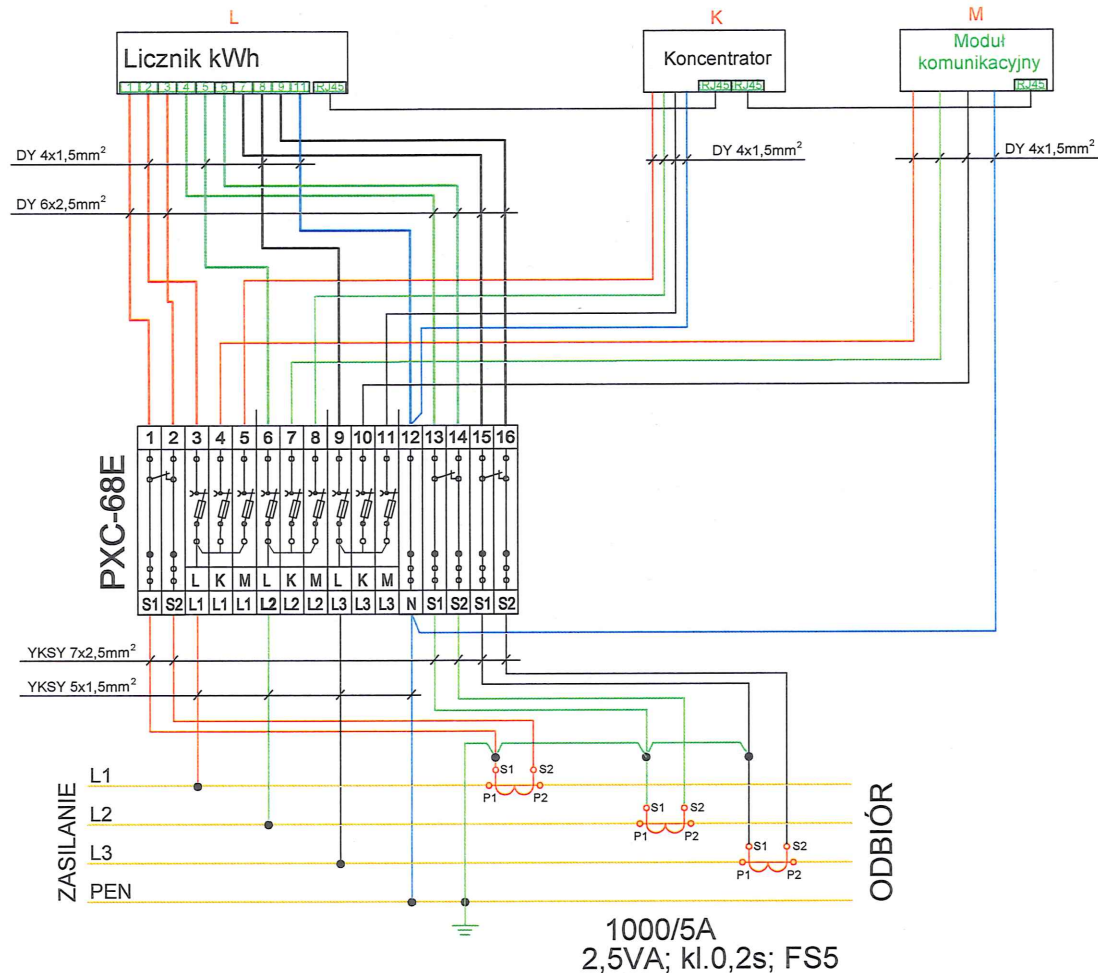 L K M
Licznik kWh
1 2 3 4 5 6 7 8 9 11 RJ45
Koncentrator
RJ45 RJ45
Moduł
komunikacyjny
RJ45
DY 4x1,5mm²
DY 4x1,5mm²
DY 4x1,5mm²
DY 6x2,5mm²
PXC-68E
1 2 3 4 5 6 7 8 9 10 11 12 13 14 15 16
L K M L K M L K M
S1 S2 L1 L1 L1 L2 L2 L2 L3 L3 L3 N S1 S2 S1 S2
YKSY 7x2,5mm²
YKSY 5x1,5mm²
ZASILANIE
L1
L2
L3
PEN
S1 S2
P1 P2
S1 S2
P1 P2
S1 S2
P1 P2
ODBIÓR
1000/5A
2,5VA; kl.0,2s; FS5